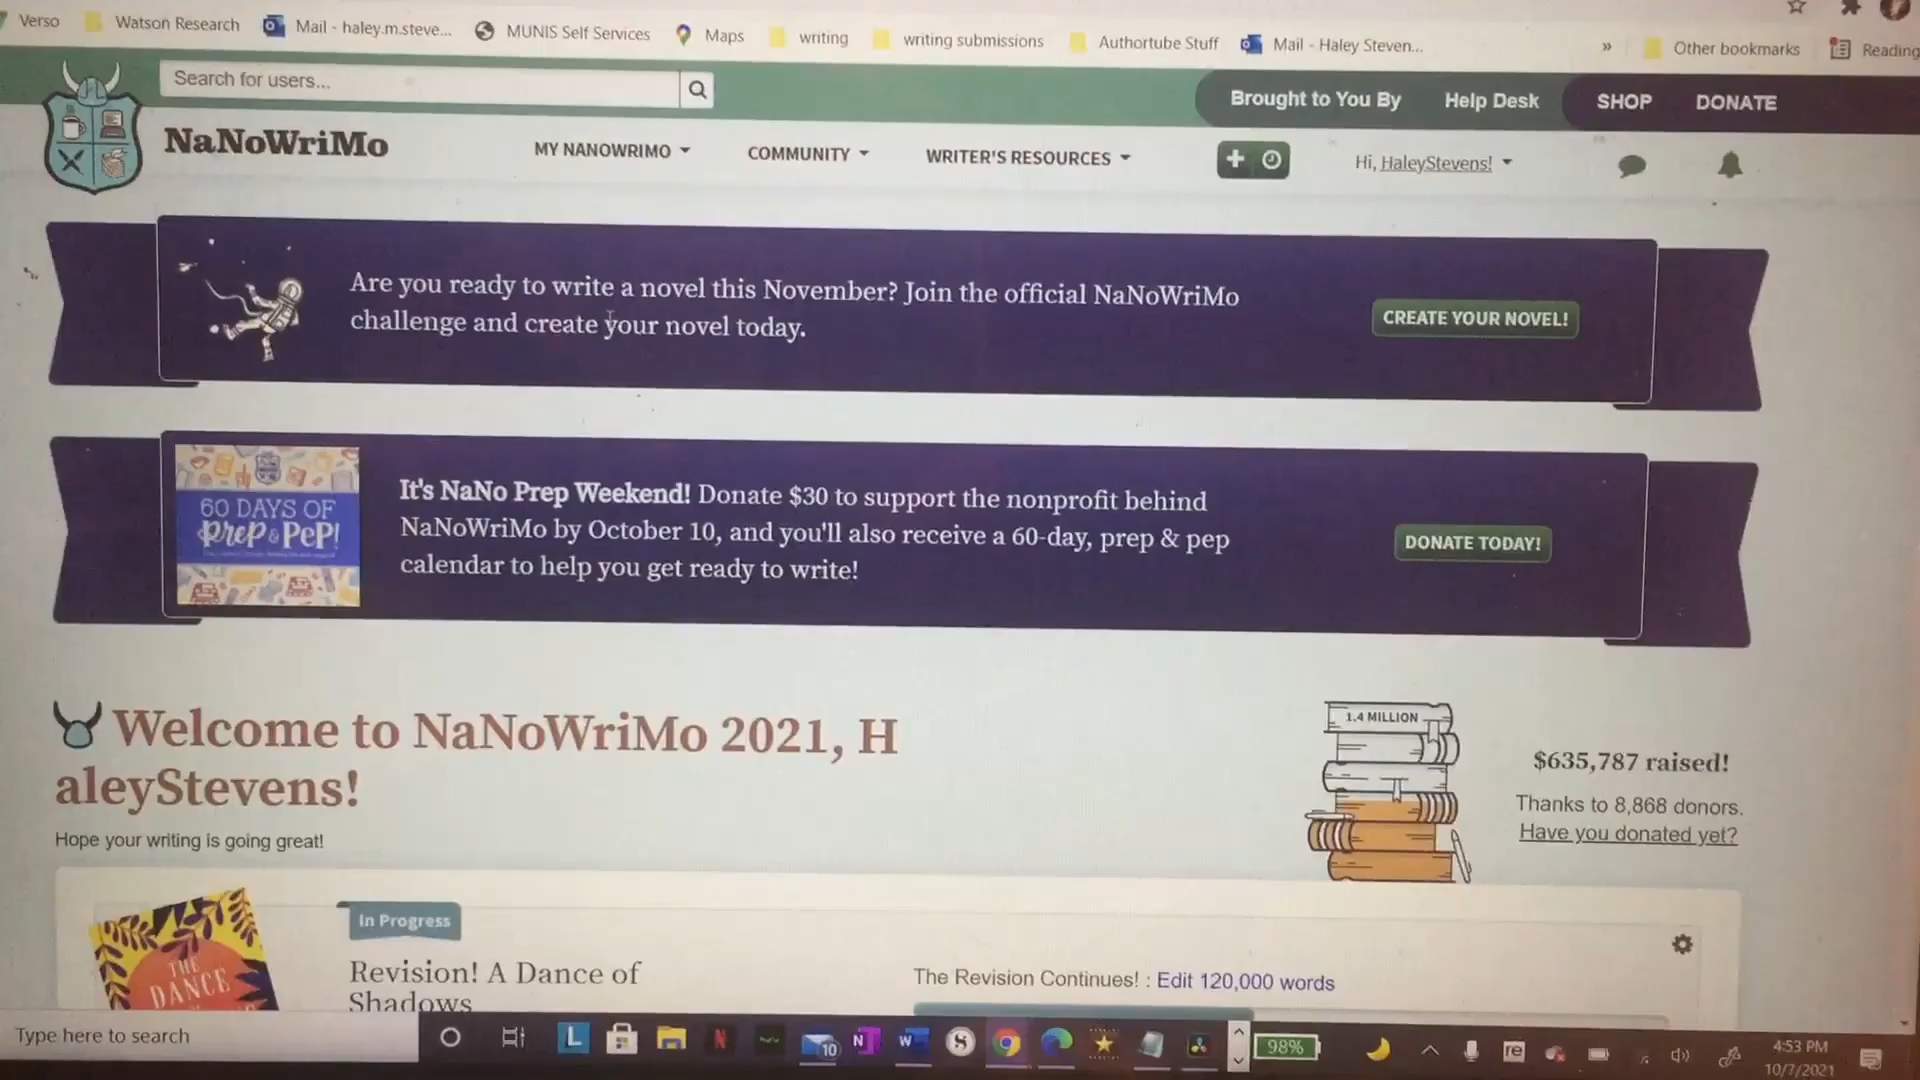 Verso
Watson Research
Mail - haley.m.steve...
MUNIS Self Services
Maps
writing
writing submissions
Authortube Stuff
Mail - Haley Steven...
»
Other bookmarks
Reading
Search for users...
Brought to You By
Help Desk
SHOP
DONATE
NaNoWriMo
MY NANOWRIMO
COMMUNITY
WRITER'S RESOURCES
Hi, HaleyStevens!
Are you ready to write a novel this November? Join the official NaNoWriMo
challenge and create your novel today.
CREATE YOUR NOVEL!
60 DAYS OF
PREP & PEP!
It's NaNo Prep Weekend! Donate $30 to support the nonprofit behind
NaNoWriMo by October 10, and you'll also receive a 60-day, prep & pep
calendar to help you get ready to write!
DONATE TODAY!
Welcome to NaNoWriMo 2021, H
aleyStevens!
Hope your writing is going great!
1.4 MILLION
$635,787 raised!
Thanks to 8,868 donors.
Have you donated yet?
THE
DANCE
In Progress
Revision! A Dance of
Shadows
The Revision Continues! : Edit 120,000 words
Type here to search
10
98%
4:53 PM
10/7/2021